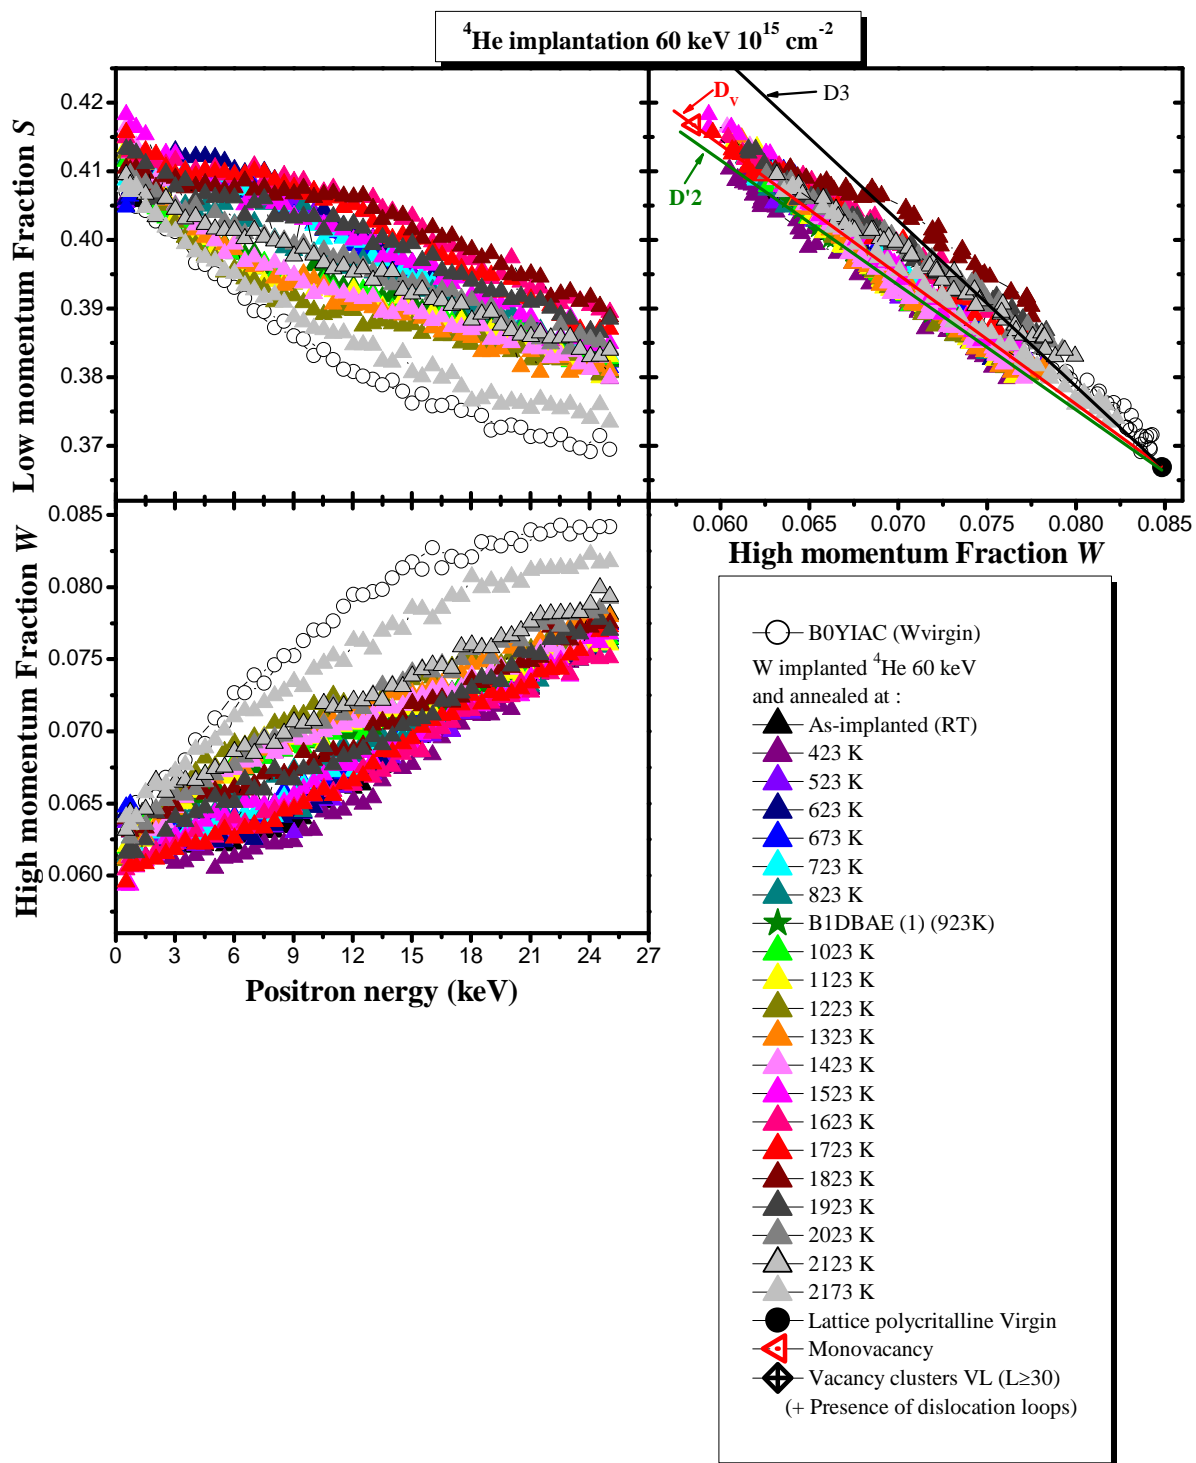 ⁴He implantation 60 keV 10¹⁵ cm⁻²
Low momentum Fraction S
0.42
0.41
0.40
0.39
0.38
0.37
Dᵥ
D3
D'2
0.060 0.065 0.070 0.075 0.080 0.085
High momentum Fraction W
High momentum Fraction W
0.085
0.080
0.075
0.070
0.065
0.060
0 3 6 9 12 15 18 21 24 27
Positron nergy (keV)
B0YIAC (Wvirgin)
W implanted ⁴He 60 keV
and annealed at :
As-implanted (RT)
423 K
523 K
623 K
673 K
723 K
823 K
B1DBAE (1) (923K)
1023 K
1123 K
1223 K
1323 K
1423 K
1523 K
1623 K
1723 K
1823 K
1923 K
2023 K
2123 K
2173 K
Lattice polycritalline Virgin
Monovacancy
Vacancy clusters VL (L≥30)
(+ Presence of dislocation loops)